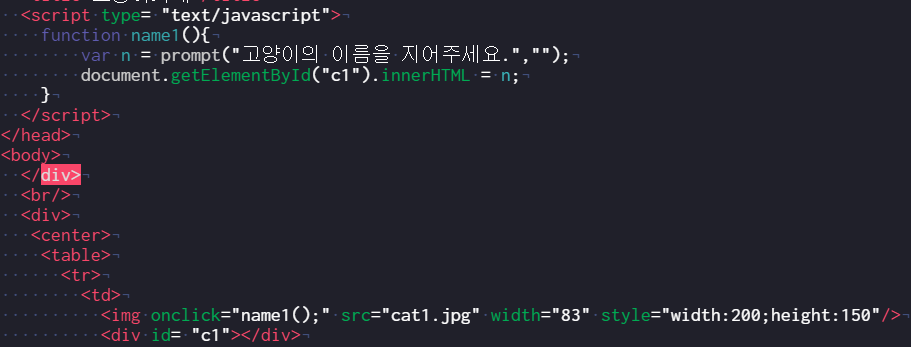 <script type= "text/javascript">
function name1(){
var n = prompt("고양이의 이름을 지어주세요.","");
document.getElementById("c1").innerHTML = n;
}
</script>
</head>
<body>
</div>
<br/>
<div>
<center>
<table>
<tr>
<td>
<img onclick="name1();" src="cat1.jpg" width="83" style="width:200;height:150"/>
<div id= "c1"></div>